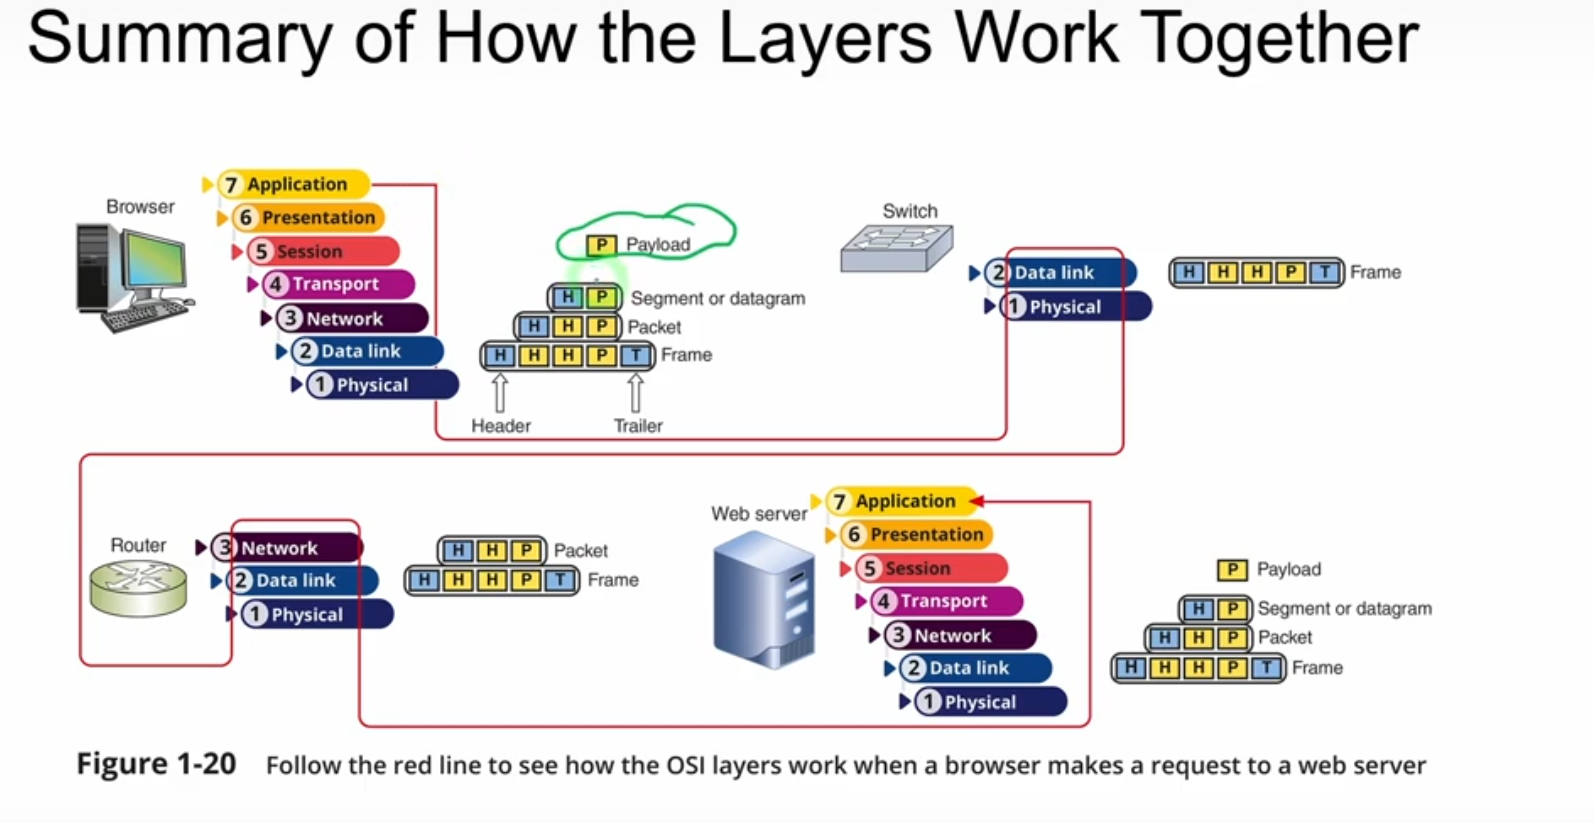 Summary of How the Layers Work Together
Browser
7 Application
6 Presentation
5 Session
4 Transport
3 Network
2 Data link
1 Physical
P Payload
H P Segment or datagram
H H P Packet
H H H P T Frame
Header Trailer
Switch
2 Data link
1 Physical
H H H P T Frame
Router
3 Network
2 Data link
1 Physical
H H P Packet
H H H P T Frame
Web server
7 Application
6 Presentation
5 Session
4 Transport
3 Network
2 Data link
1 Physical
P Payload
H P Segment or datagram
H H P Packet
H H H P T Frame
Figure 1-20 Follow the red line to see how the OSI layers work when a browser makes a request to a web server